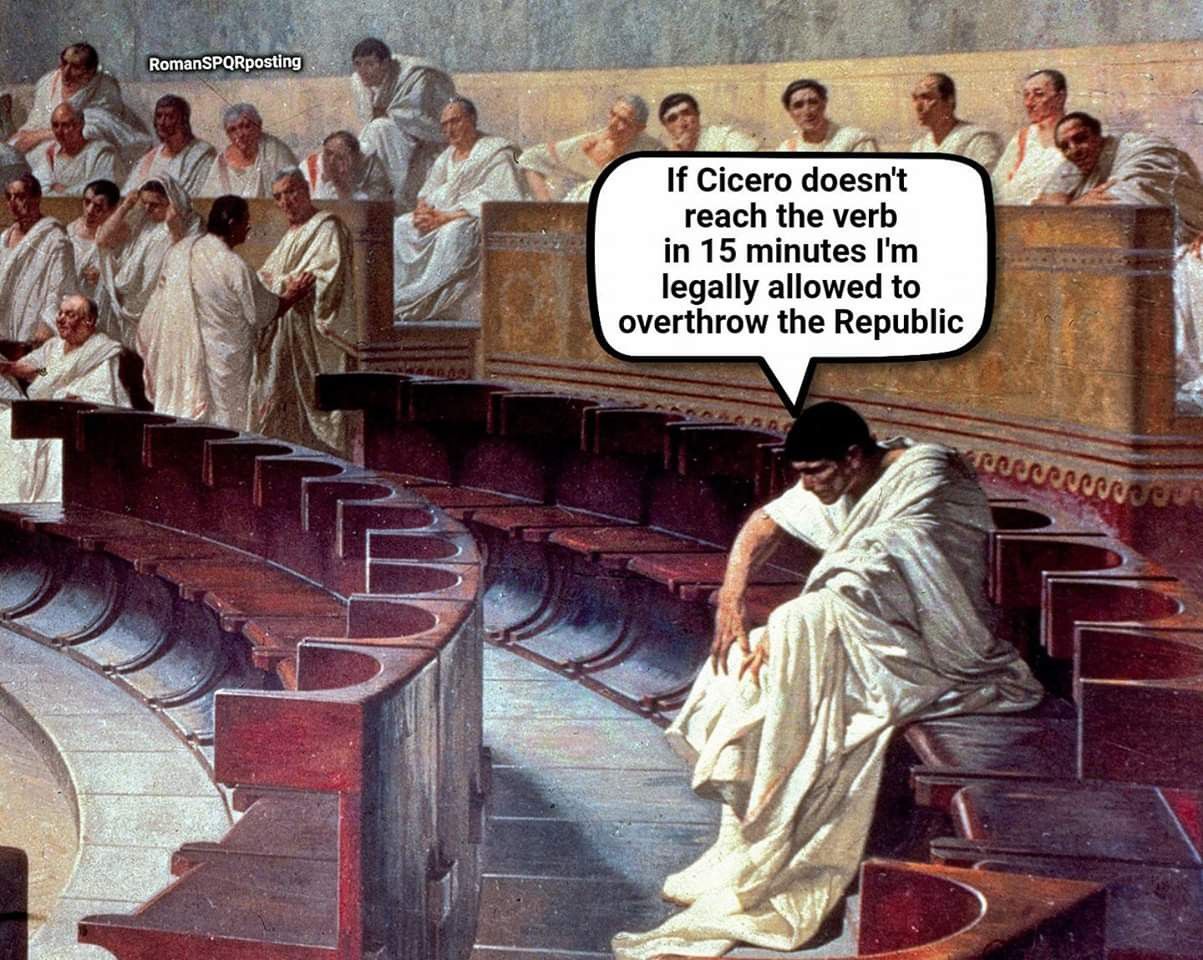 RomanSPQRposting
If Cicero doesn't
reach the verb
in 15 minutes I'm
legally allowed to
overthrow the Republic